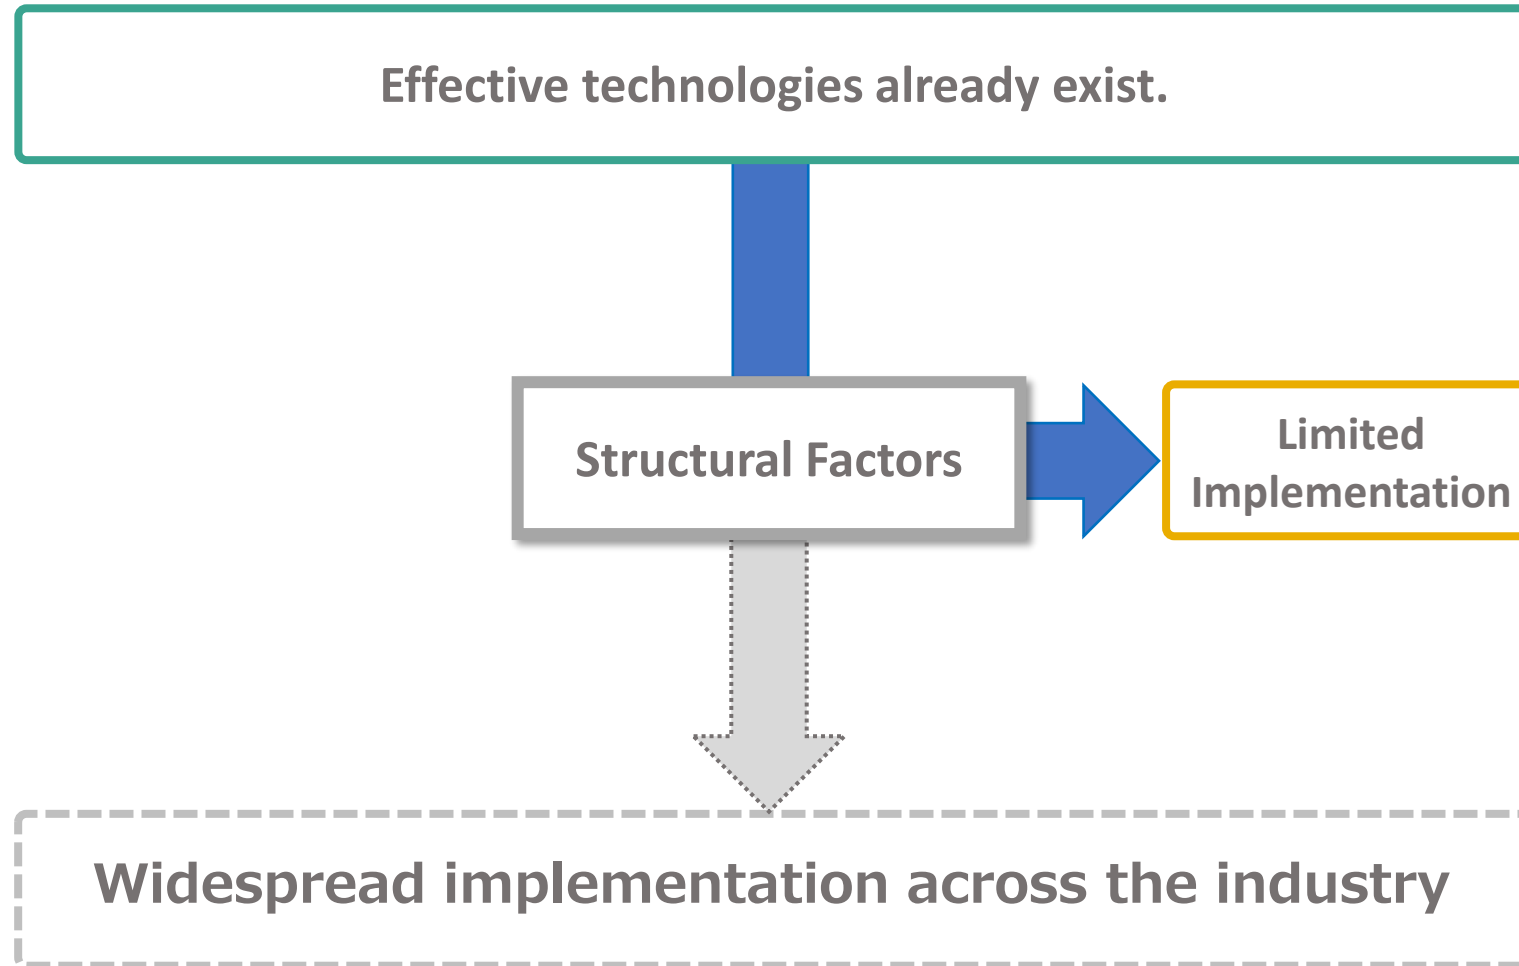 Effective technologies already exist.
Structural Factors
Limited
Implementation
Widespread implementation across the industry